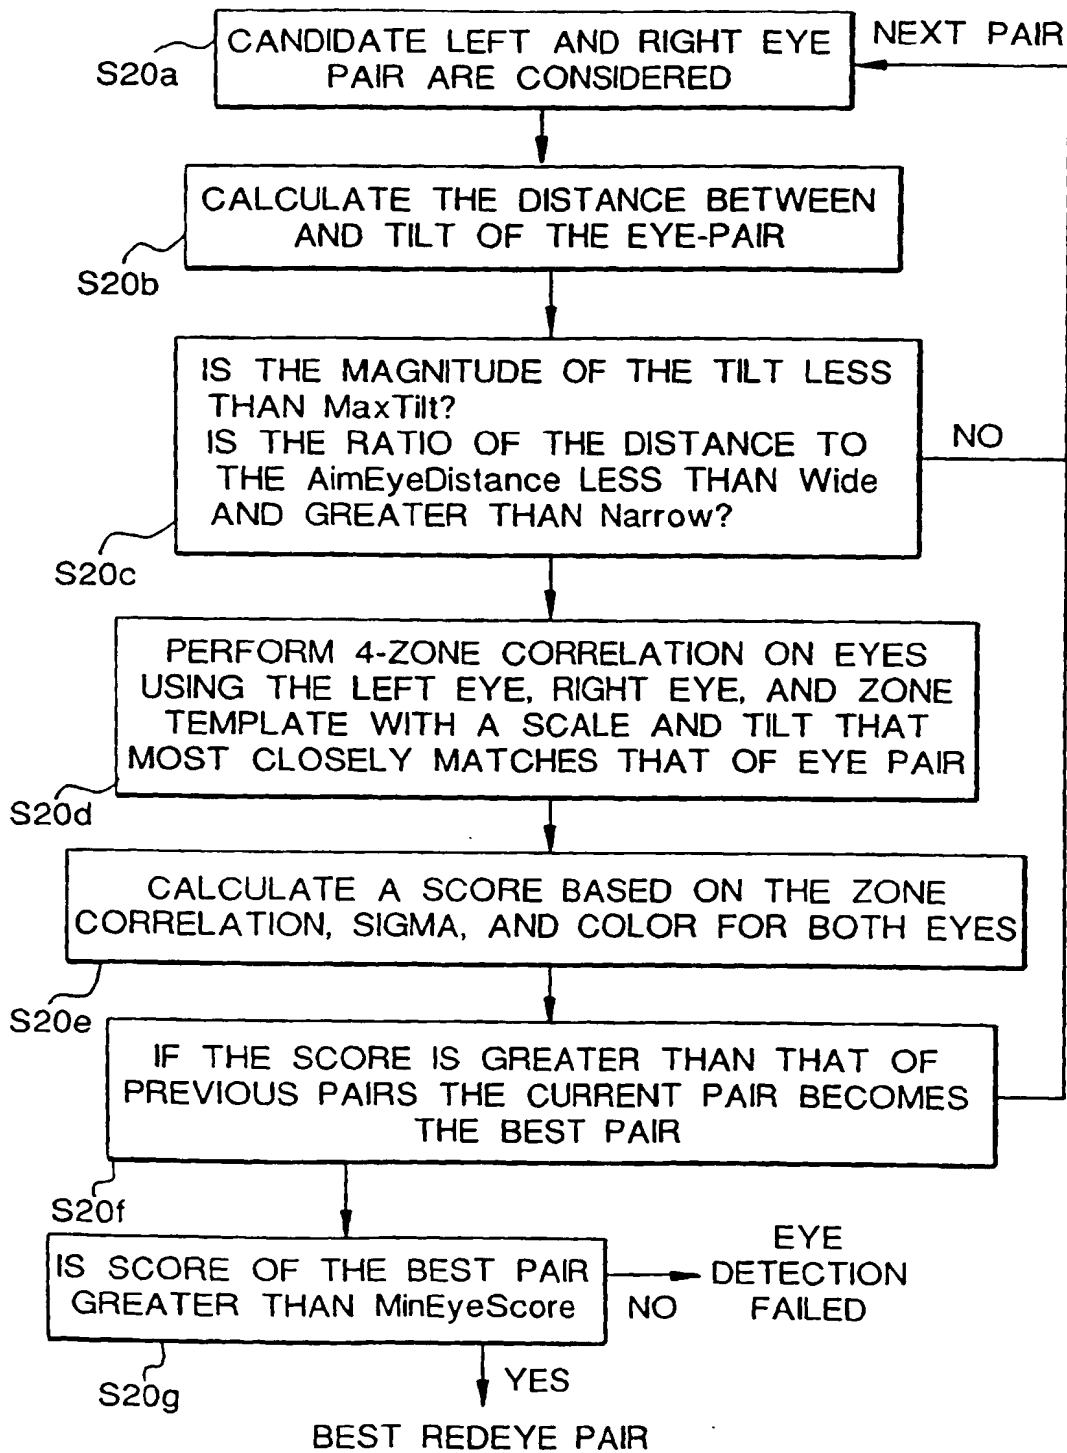 CANDIDATE LEFT AND RIGHT EYE
PAIR ARE CONSIDERED
NEXT PAIR
S20a
CALCULATE THE DISTANCE BETWEEN
AND TILT OF THE EYE-PAIR
S20b
IS THE MAGNITUDE OF THE TILT LESS
THAN MaxTilt?
IS THE RATIO OF THE DISTANCE TO
THE AimEyeDistance LESS THAN Wide
AND GREATER THAN Narrow?
NO
S20c
PERFORM 4-ZONE CORRELATION ON EYES
USING THE LEFT EYE, RIGHT EYE, AND ZONE
TEMPLATE WITH A SCALE AND TILT THAT
MOST CLOSELY MATCHES THAT OF EYE PAIR
S20d
CALCULATE A SCORE BASED ON THE ZONE
CORRELATION, SIGMA, AND COLOR FOR BOTH EYES
S20e
IF THE SCORE IS GREATER THAN THAT OF
PREVIOUS PAIRS THE CURRENT PAIR BECOMES
THE BEST PAIR
S20f
IS SCORE OF THE BEST PAIR
GREATER THAN MinEyeScore
NO
EYE
DETECTION
FAILED
S20g
YES
BEST REDEYE PAIR